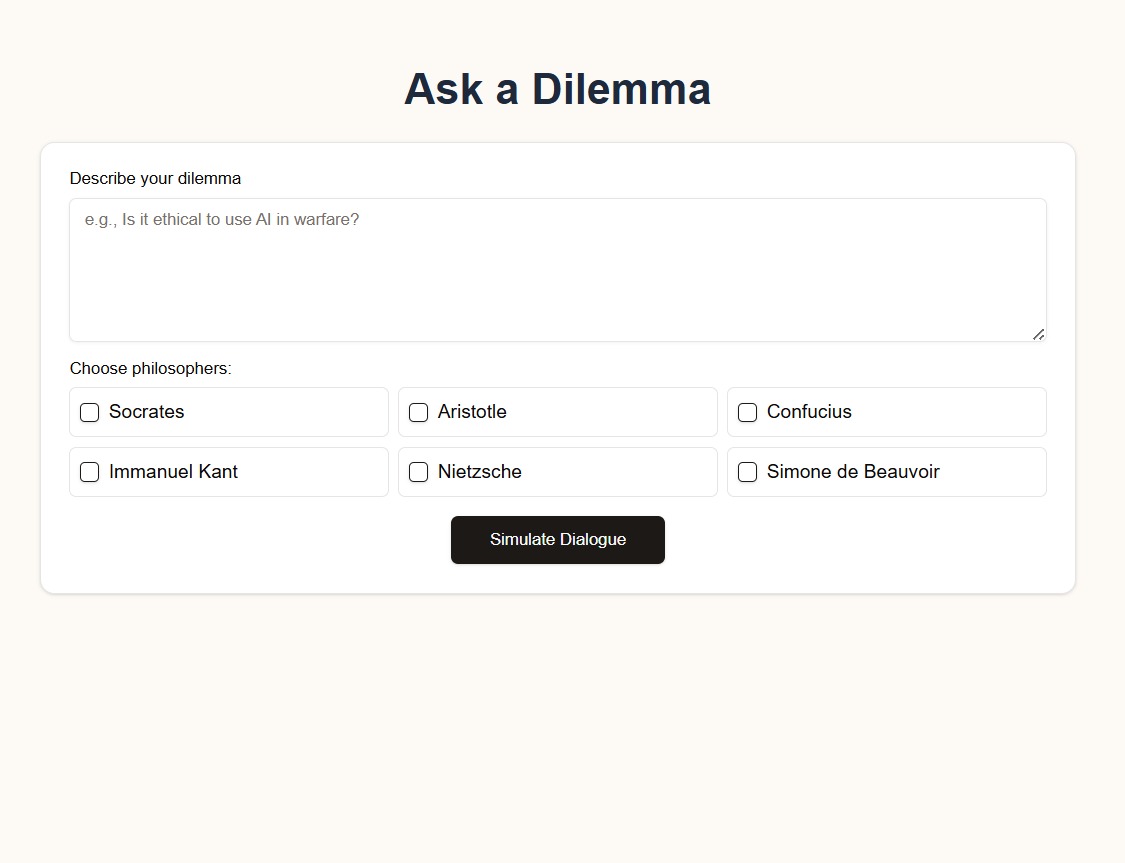 Ask a Dilemma
Describe your dilemma
e.g., Is it ethical to use AI in warfare?
Choose philosophers:
Socrates
Aristotle
Confucius
Immanuel Kant
Nietzsche
Simone de Beauvoir
Simulate Dialogue